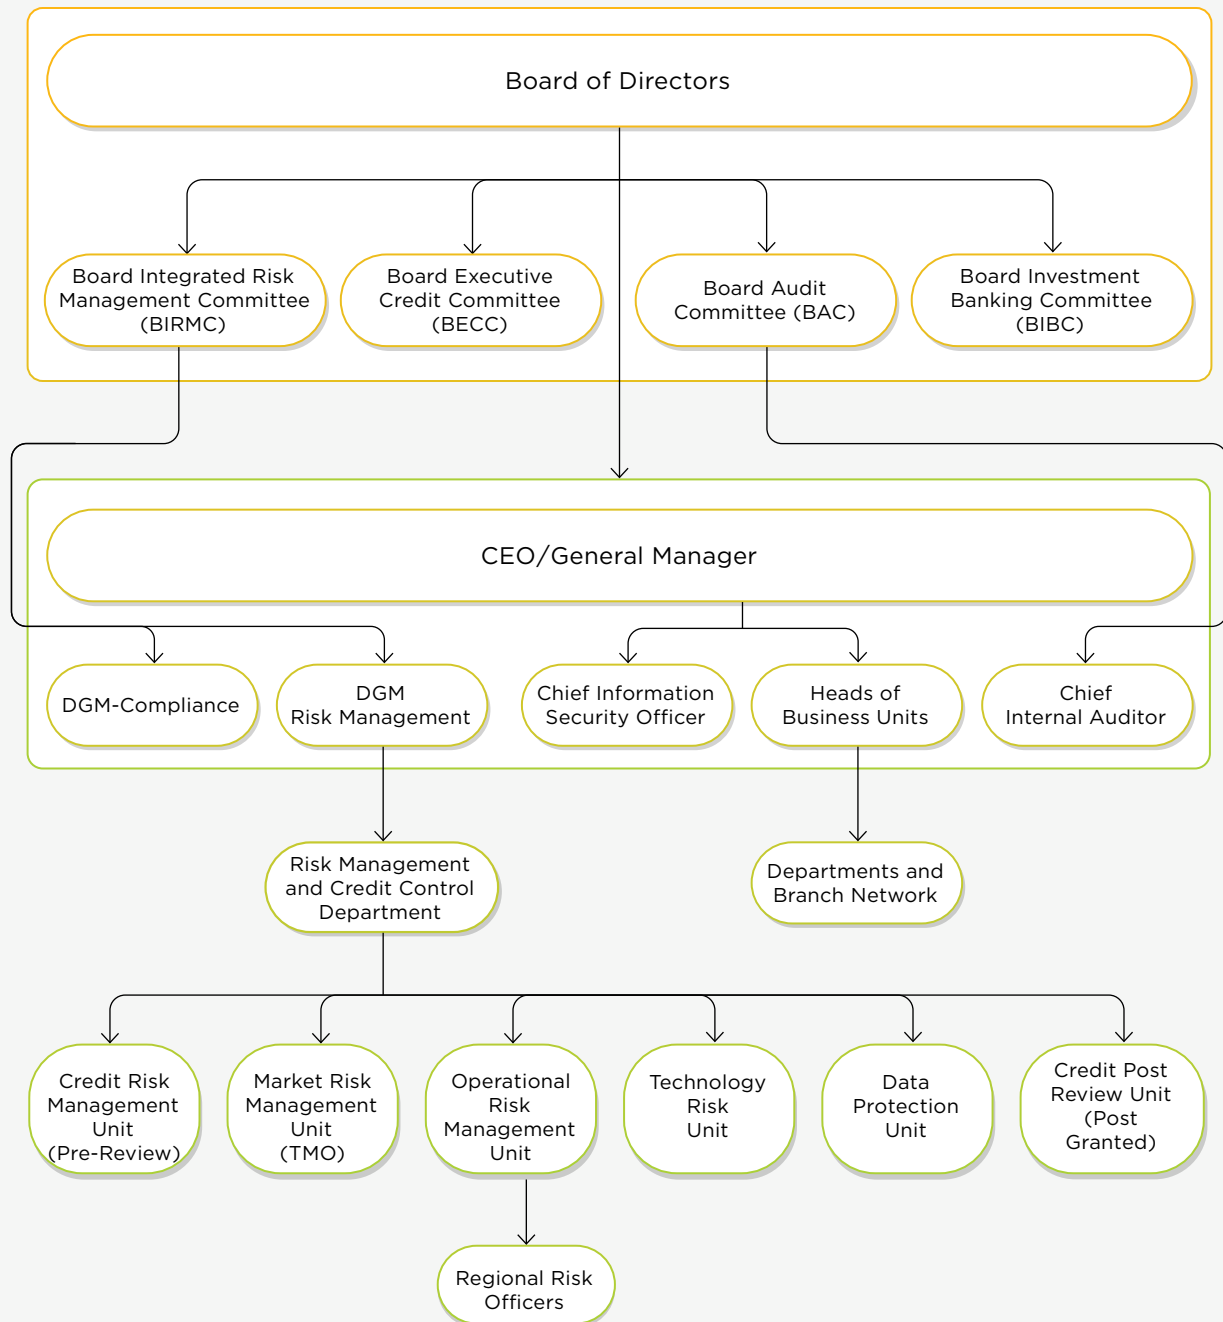 Board of Directors
Board Integrated Risk
Management Committee
(BIRMC)
Board Executive
Credit Committee
(BECC)
Board Audit
Committee (BAC)
Board Investment
Banking Committee
(BIBC)
CEO/General Manager
DGM-Compliance
DGM
Risk Management
Chief Information
Security Officer
Heads of
Business Units
Chief
Internal Auditor
Risk Management
and Credit Control
Department
Departments and
Branch Network
Credit Risk
Management
Unit
(Pre-Review)
Market Risk
Management
Unit
(TMO)
Operational
Risk
Management
Unit
Technology
Risk
Unit
Data
Protection
Unit
Credit Post
Review Unit
(Post
Granted)
Regional Risk
Officers